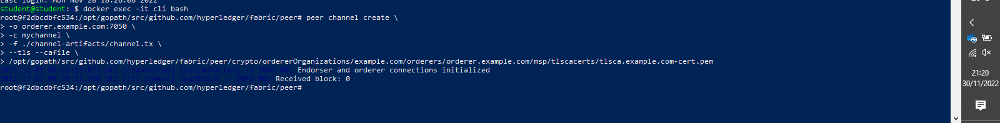 Last login: Mon Nov 28 18:26:06 2022
student@student: $ docker exec -it cli bash
root@f2dbcdbfc534:/opt/gopath/src/github.com/hyperledger/fabric/peer# peer channel create \
> -o orderer.example.com:7050 \
> -c mychannel \
> -f ./channel-artifacts/channel.tx \
> --tls --cafile \
> /opt/gopath/src/github.com/hyperledger/fabric/peer/crypto/ordererOrganizations/example.com/orderers/orderer.example.com/msp/tlscacerts/tlsca.example.com-cert.pem
2022-12-01 00:20:12.675 UTC [channelCmd] InitCmdFactory -> INFO 001 Endorser and orderer connections initialized
2022-12-01 00:20:13.250 UTC [cli.common] readBlock -> INFO 002 Received block: 0
root@f2dbcdbfc534:/opt/gopath/src/github.com/hyperledger/fabric/peer#
21:20
30/11/2022